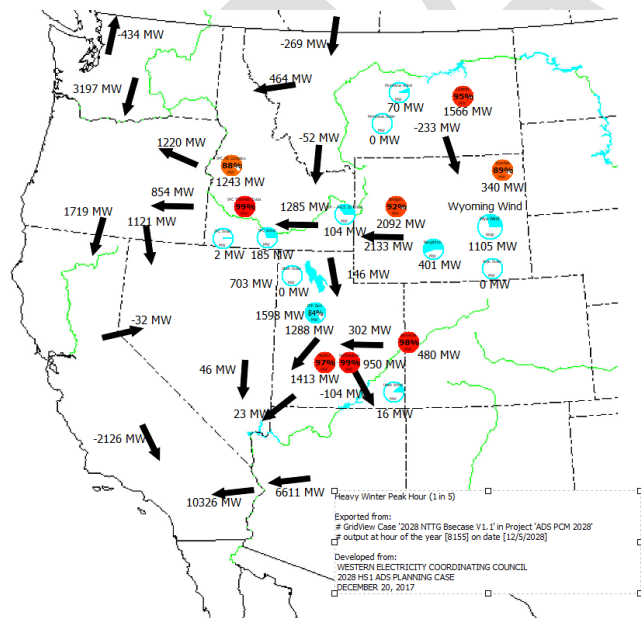 -434 MW
-269 MW
3197 MW
464 MW
70 MW
95%
1566 MW
0 MW
-233 MW
1220 MW
-52 MW
88%
1243 MW
89%
340 MW
854 MW
99%
1285 MW
92%
Wyoming Wind
1719 MW
1121 MW
104 MW
2092 MW
2133 MW
1105 MW
2 MW
185 MW
401 MW
703 MW
0 MW
146 MW
0 MW
1598 MW
84%
-32 MW
1288 MW
302 MW
98%
480 MW
46 MW
97%
99%
950 MW
1413 MW
-104 MW
23 MW
16 MW
-2126 MW
10326 MW
6611 MW
Heavy Winter Peak Hour (1 in 5)
Exported from:
# GridView Case '2028 NTTG Bsecase V1.1' in Project 'ADS PCM 2028'
# output at hour of the year [8155] on date [12/5/2028]
Developed from:
WESTERN ELECTRICITY COORDINATING COUNCIL
2028 HS1 ADS PLANNING CASE
DECEMBER 20, 2017